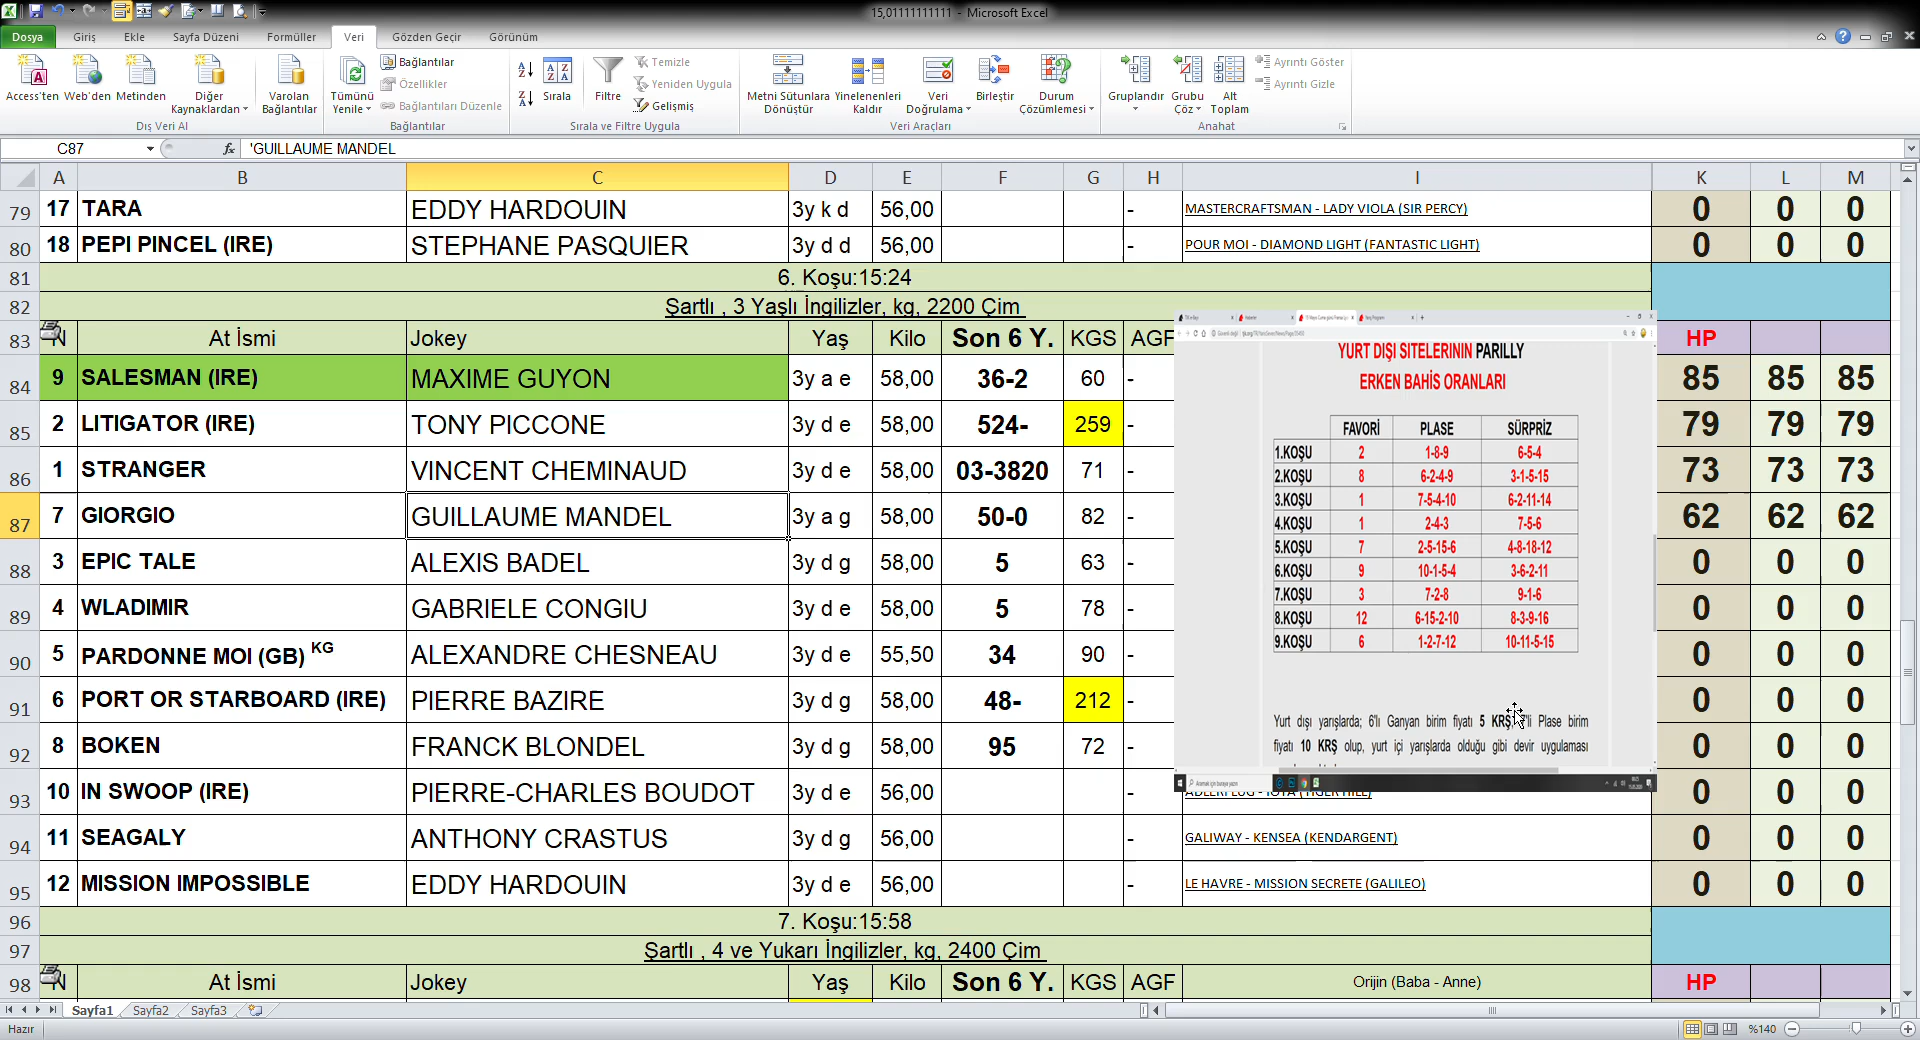 15,01111111111 - Microsoft Excel
Dosya Giriş Ekle Sayfa Düzeni Formüller Veri Gözden Geçir Görünüm
Access'ten Web'den Metinden Diğer Kaynaklardan Varolan Bağlantılar Tümünü Yenile Bağlantılar Özellikler Bağlantıları Düzenle Sırala Filtre Temizle Yeniden Uygula Gelişmiş Metni Sütunlara Dönüştür Yinelenenleri Kaldır Veri Doğrulama Birleştir Durum Çözümlemesi Gruplandır Grubu Çöz Alt Toplam Ayrıntı Göster Ayrıntı Gizle
Dış Veri Al Bağlantılar Sırala ve Filtre Uygula Veri Araçları Anahat
C87 fx 'GUILLAUME MANDEL
A B C D E F G H I K L M
79 17 TARA EDDY HARDOUIN 3y k d 56,00 - MASTERCRAFTSMAN - LADY VIOLA (SIR PERCY) 0 0 0
80 18 PEPI PINCEL (IRE) STEPHANE PASQUIER 3y d d 56,00 - POUR MOI - DIAMOND LIGHT (FANTASTIC LIGHT) 0 0 0
81 6. Koşu:15:24
82 Şartlı , 3 Yaşlı İngilizler, kg, 2200 Çim
83 N At İsmi Jokey Yaş Kilo Son 6 Y. KGS AGF HP
84 9 SALESMAN (IRE) MAXIME GUYON 3y a e 58,00 36-2 60 - 85 85 85
85 2 LITIGATOR (IRE) TONY PICCONE 3y d e 58,00 524- 259 - 79 79 79
86 1 STRANGER VINCENT CHEMINAUD 3y d e 58,00 03-3820 71 - 73 73 73
87 7 GIORGIO GUILLAUME MANDEL 3y a g 58,00 50-0 82 - 62 62 62
88 3 EPIC TALE ALEXIS BADEL 3y d g 58,00 5 63 - 0 0 0
89 4 WLADIMIR GABRIELE CONGIU 3y d e 58,00 5 78 - 0 0 0
90 5 PARDONNE MOI (GB) KG ALEXANDRE CHESNEAU 3y d e 55,50 34 90 - 0 0 0
91 6 PORT OR STARBOARD (IRE) PIERRE BAZIRE 3y d g 58,00 48- 212 - 0 0 0
92 8 BOKEN FRANCK BLONDEL 3y d g 58,00 95 72 - 0 0 0
93 10 IN SWOOP (IRE) PIERRE-CHARLES BOUDOT 3y d e 56,00 - ADLERFLUG - IOTA (TIGER HILL) 0 0 0
94 11 SEAGALY ANTHONY CRASTUS 3y d g 56,00 - GALIWAY - KENSEA (KENDARGENT) 0 0 0
95 12 MISSION IMPOSSIBLE EDDY HARDOUIN 3y d e 56,00 - LE HAVRE - MISSION SECRETE (GALILEO) 0 0 0
96 7. Koşu:15:58
97 Şartlı , 4 ve Yukarı İngilizler, kg, 2400 Çim
98 N At İsmi Jokey Yaş Kilo Son 6 Y. KGS AGF Orijin (Baba - Anne) HP
YURT DIŞI SITELERININ PARILLY
ERKEN BAHİS ORANLARI
FAVORİ PLASE SÜRPRİZ
1.KOŞU 2 1-8-9 6-5-4
2.KOŞU 8 6-2-4-9 3-1-5-15
3.KOŞU 1 7-5-4-10 6-2-11-14
4.KOŞU 1 2-4-3 7-5-6
5.KOŞU 7 2-5-15-6 4-8-18-12
6.KOŞU 9 10-1-5-4 3-6-2-11
7.KOŞU 3 7-2-8 9-1-6
8.KOŞU 12 6-15-2-10 8-3-9-16
9.KOŞU 6 1-2-7-12 10-11-5-15
Yurt dışı yarışlarda; 6'lı Ganyan birim fiyatı 5 KRŞ, 'li Plase birim
fiyatı 10 KRŞ olup, yurt içi yarışlarda olduğu gibi devir uygulaması
Aramak için buraya yazın
Sayfa1 Sayfa2 Sayfa3
Hazır %140